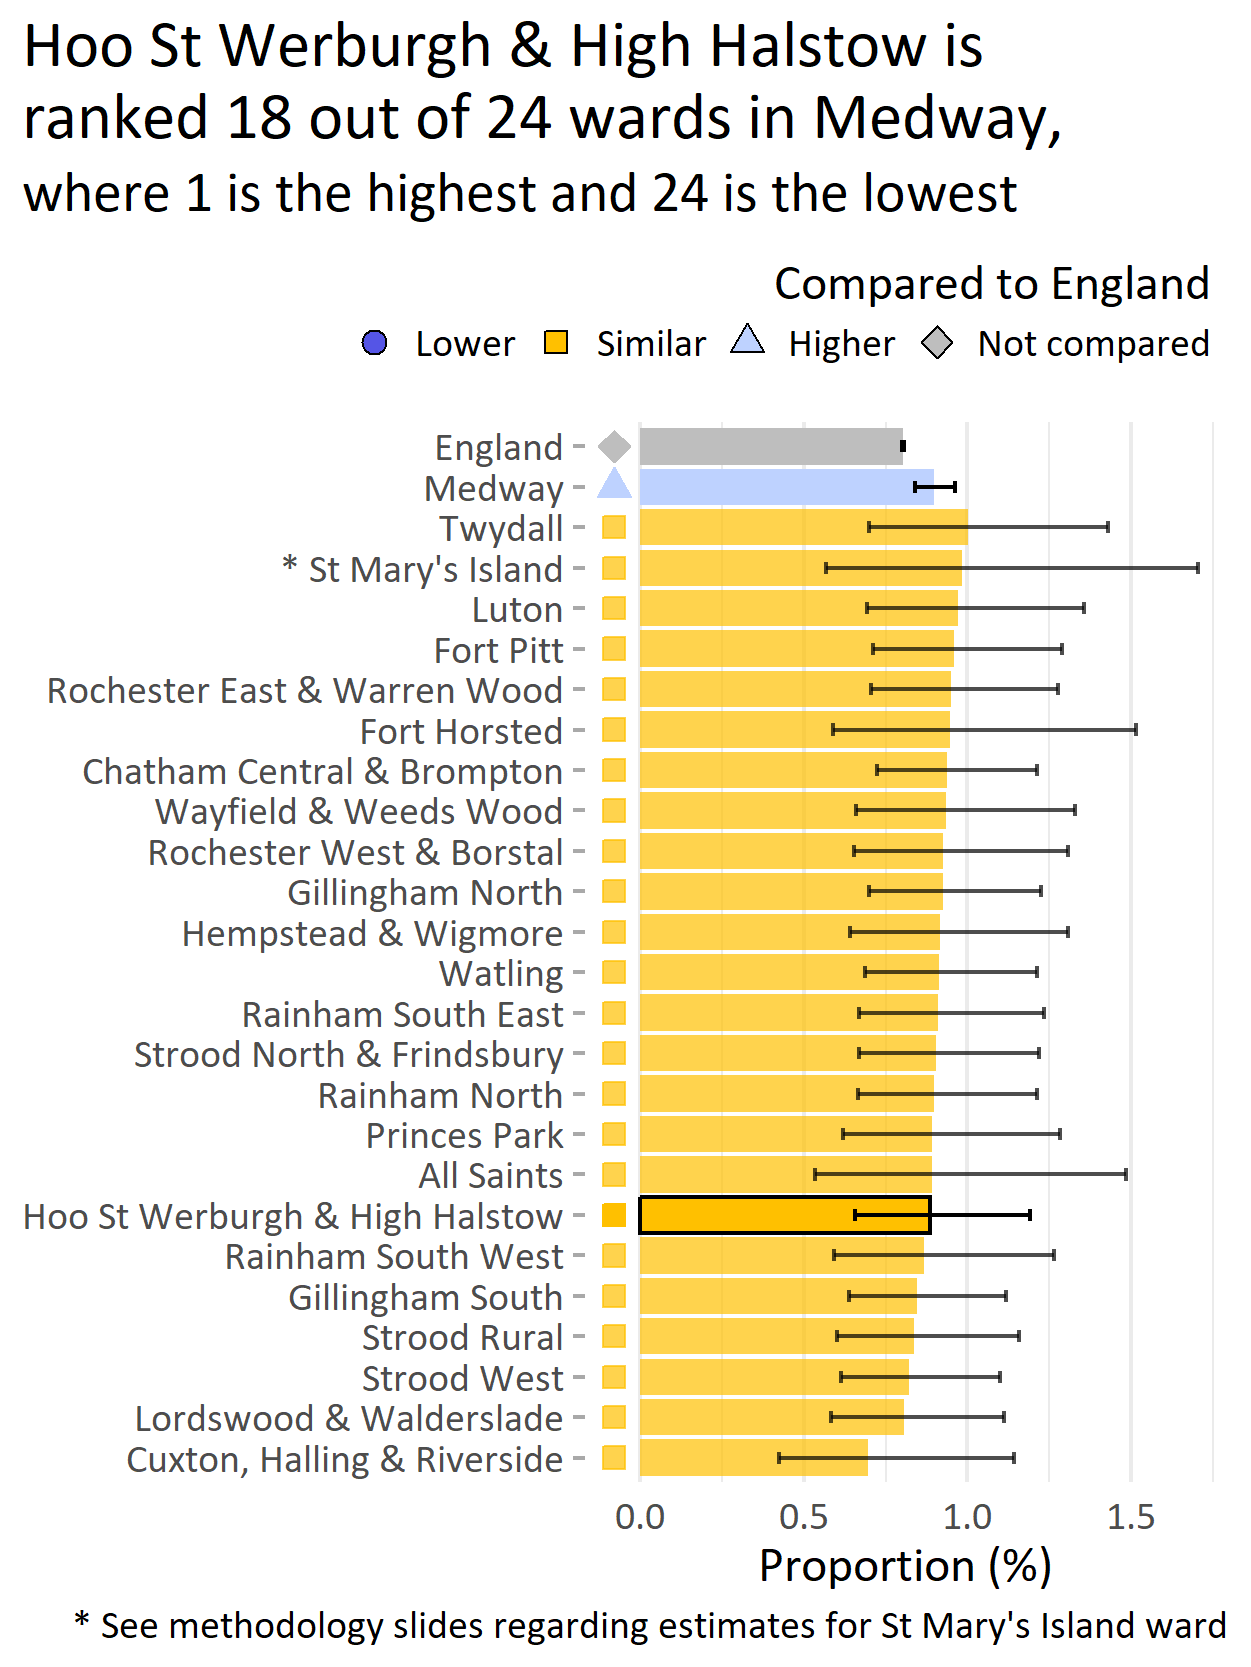 Hoo St Werburgh & High Halstow is
ranked 18 out of 24 wards in Medway,
where 1 is the highest and 24 is the lowest
Compared to England
Lower Similar Higher Not compared
England
Medway
Twydall
* St Mary's Island
Luton
Fort Pitt
Rochester East & Warren Wood
Fort Horsted
Chatham Central & Brompton
Wayfield & Weeds Wood
Rochester West & Borstal
Gillingham North
Hempstead & Wigmore
Watling
Rainham South East
Strood North & Frindsbury
Rainham North
Princes Park
All Saints
Hoo St Werburgh & High Halstow
Rainham South West
Gillingham South
Strood Rural
Strood West
Lordswood & Walderslade
Cuxton, Halling & Riverside
0.0 0.5 1.0 1.5
Proportion (%)
* See methodology slides regarding estimates for St Mary's Island ward